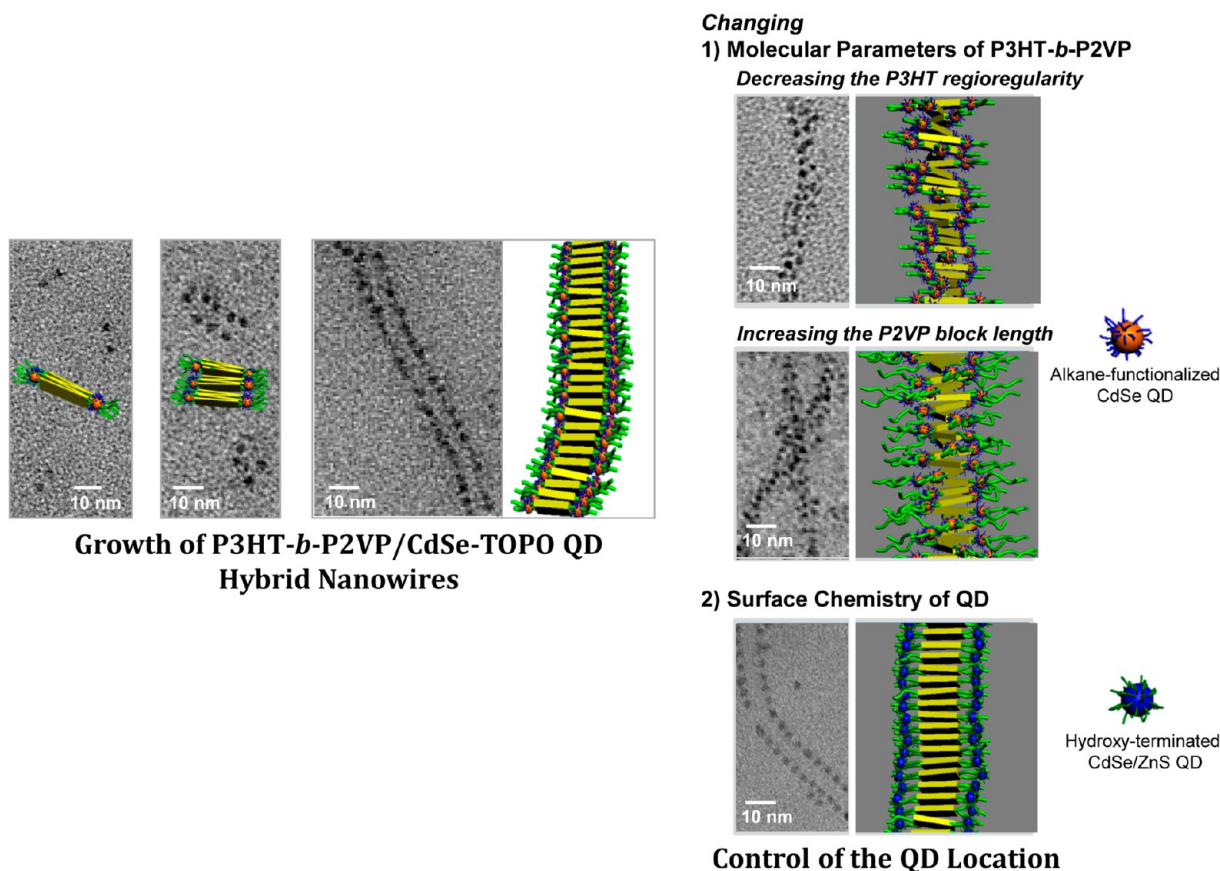 10 nm
10 nm
10 nm
Growth of P3HT-b-P2VP/CdSe-TOPO QD
Hybrid Nanowires
Changing
1) Molecular Parameters of P3HT-b-P2VP
Decreasing the P3HT regioregularity
10 nm
Increasing the P2VP block length
10 nm
Alkane-functionalized
CdSe QD
2) Surface Chemistry of QD
10 nm
Hydroxy-terminated
CdSe/ZnS QD
Control of the QD Location